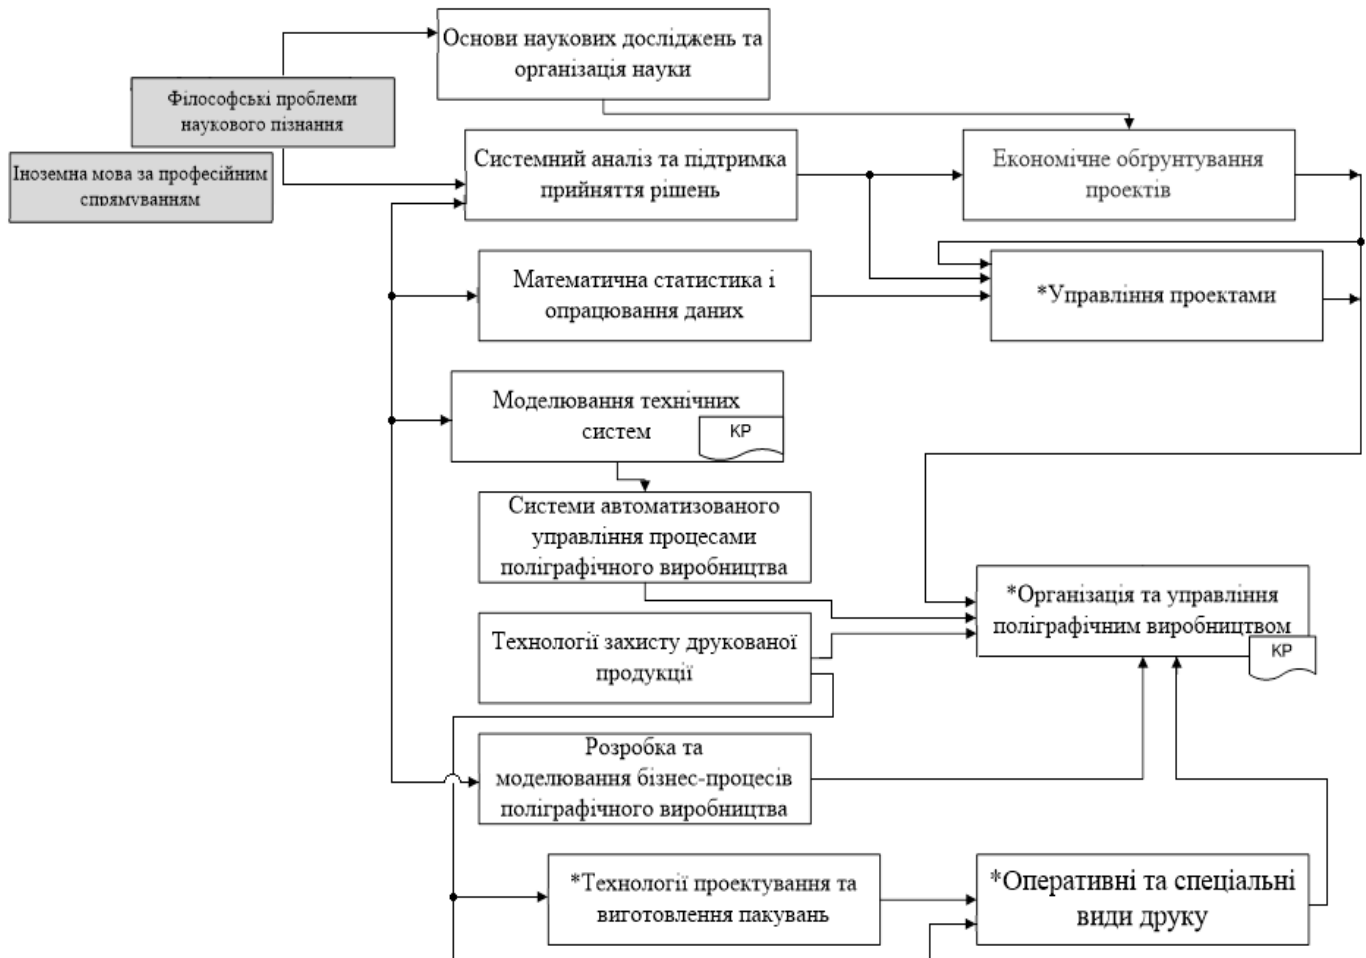 Основи наукових досліджень та
організація науки
Філософські проблеми
наукового пізнання
Іноземна мова за професійним
спрямуванням
Системний аналіз та підтримка
прийняття рішень
Економічне обґрунтування
проектів
Математична статистика і
опрацювання даних
*Управління проектами
Моделювання технічних
систем
КР
Системи автоматизованого
управління процесами
поліграфічного виробництва
*Організація та управління
поліграфічним виробництвом
КР
Технології захисту друкованої
продукції
Розробка та
моделювання бізнес-процесів
поліграфічного виробництва
*Технології проектування та
виготовлення пакувань
*Оперативні та спеціальні
види друку